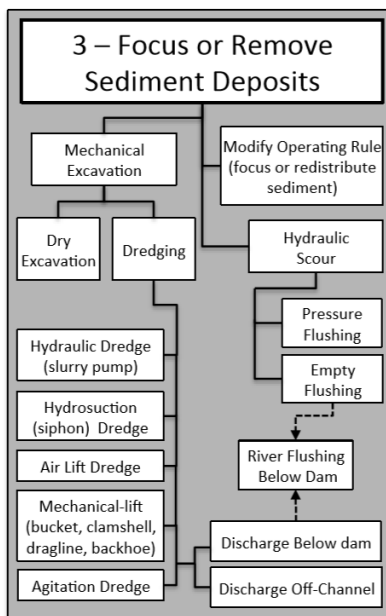 3 – Focus or Remove
Sediment Deposits
Mechanical
Excavation
Modify Operating Rule
(focus or redistribute
sediment)
Dry
Excavation
Dredging
Hydraulic
Scour
Pressure
Flushing
Empty
Flushing
Hydraulic Dredge
(slurry pump)
Hydrosuction
(siphon)  Dredge
Air Lift Dredge
Mechanical-lift
(bucket, clamshell,
dragline, backhoe)
Agitation Dredge
River Flushing
Below Dam
Discharge Below dam
Discharge Off-Channel